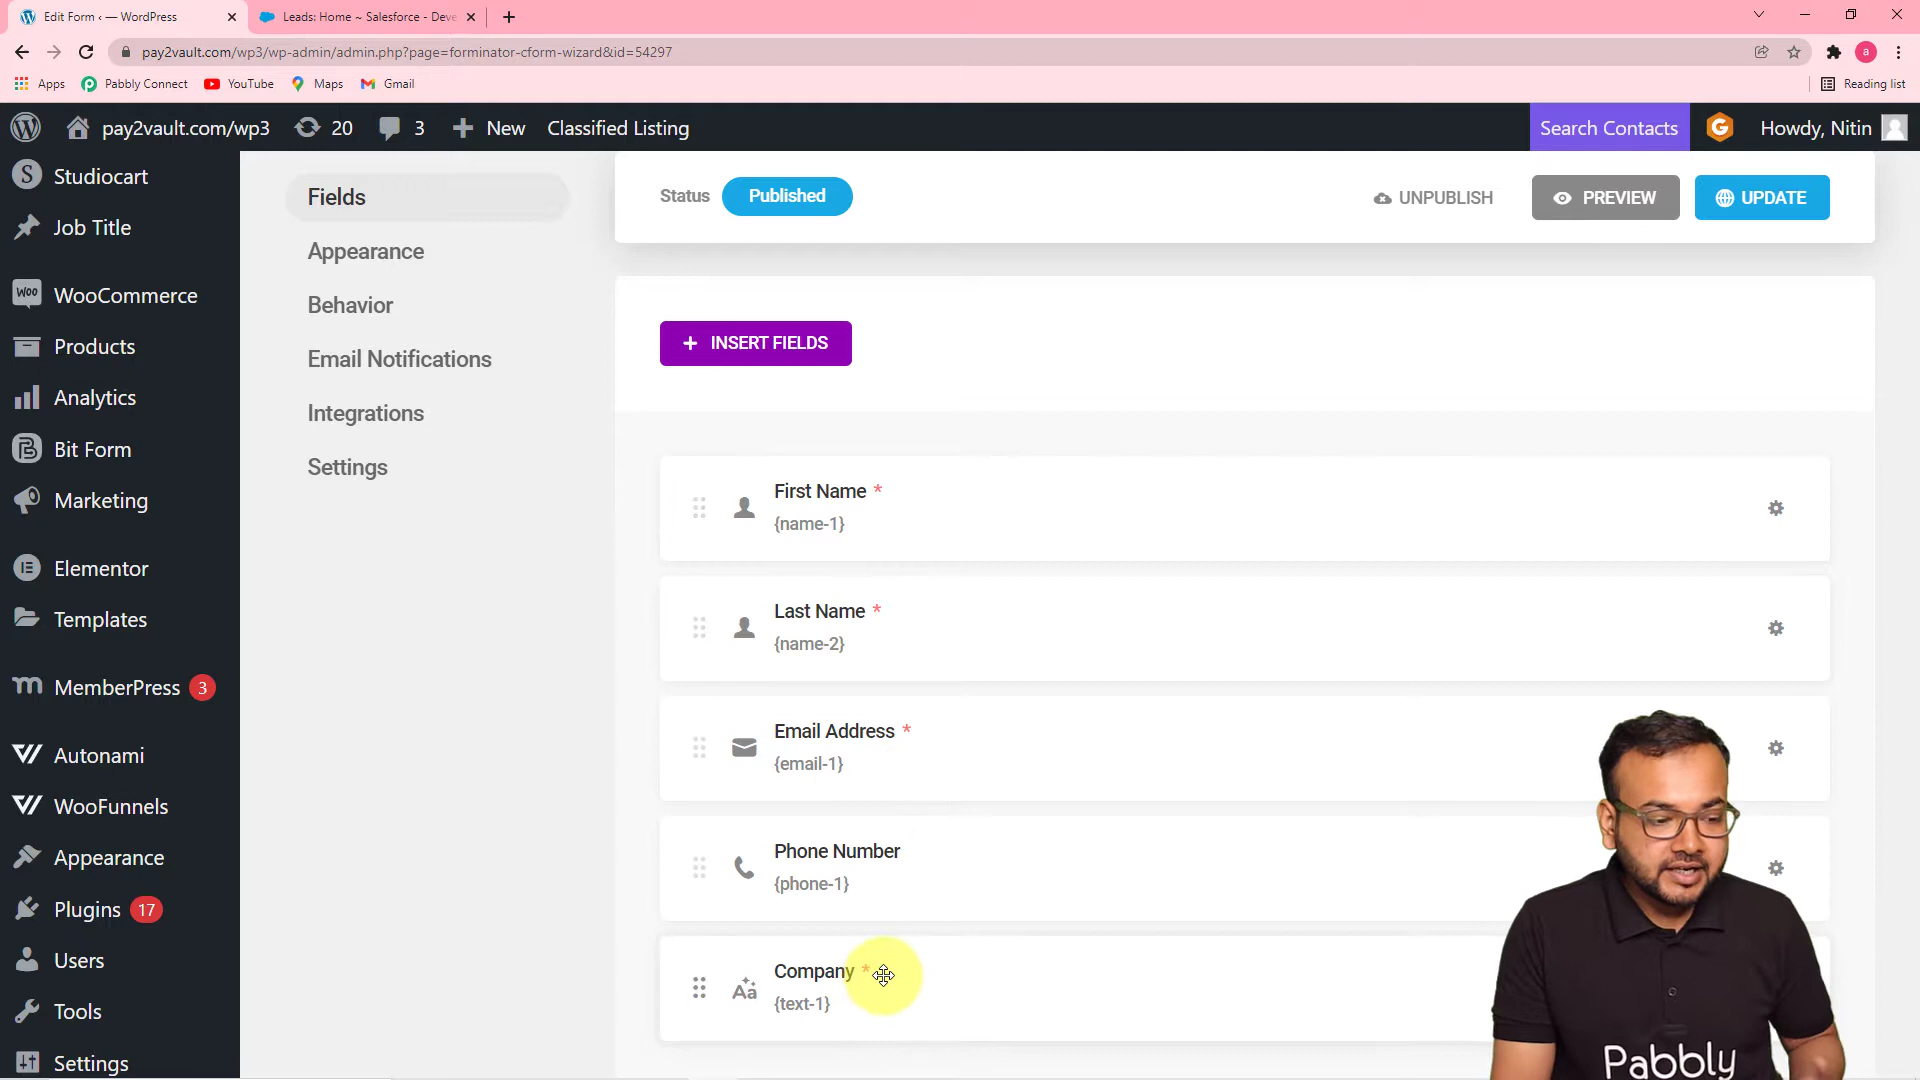 Edit Form ‹ — WordPress
Leads: Home ~ Salesforce - Deve
pay2vault.com/wp3/wp-admin/admin.php?page=forminator-cform-wizard&id=54297
a
Apps
Pabbly Connect
YouTube
Maps
Gmail
Reading list
pay2vault.com/wp3
20
3
New
Classified Listing
Search Contacts
Howdy, Nitin
Studiocart
Job Title
WooCommerce
Products
Analytics
Bit Form
Marketing
Elementor
Templates
MemberPress 3
Autonami
WooFunnels
Appearance
Plugins 17
Users
Tools
Settings
Fields
Appearance
Behavior
Email Notifications
Integrations
Settings
Status Published
UNPUBLISH
PREVIEW
UPDATE
+ INSERT FIELDS
First Name *
{name-1}
Last Name *
{name-2}
Email Address *
{email-1}
Phone Number
{phone-1}
Company *
{text-1}
Pabbly